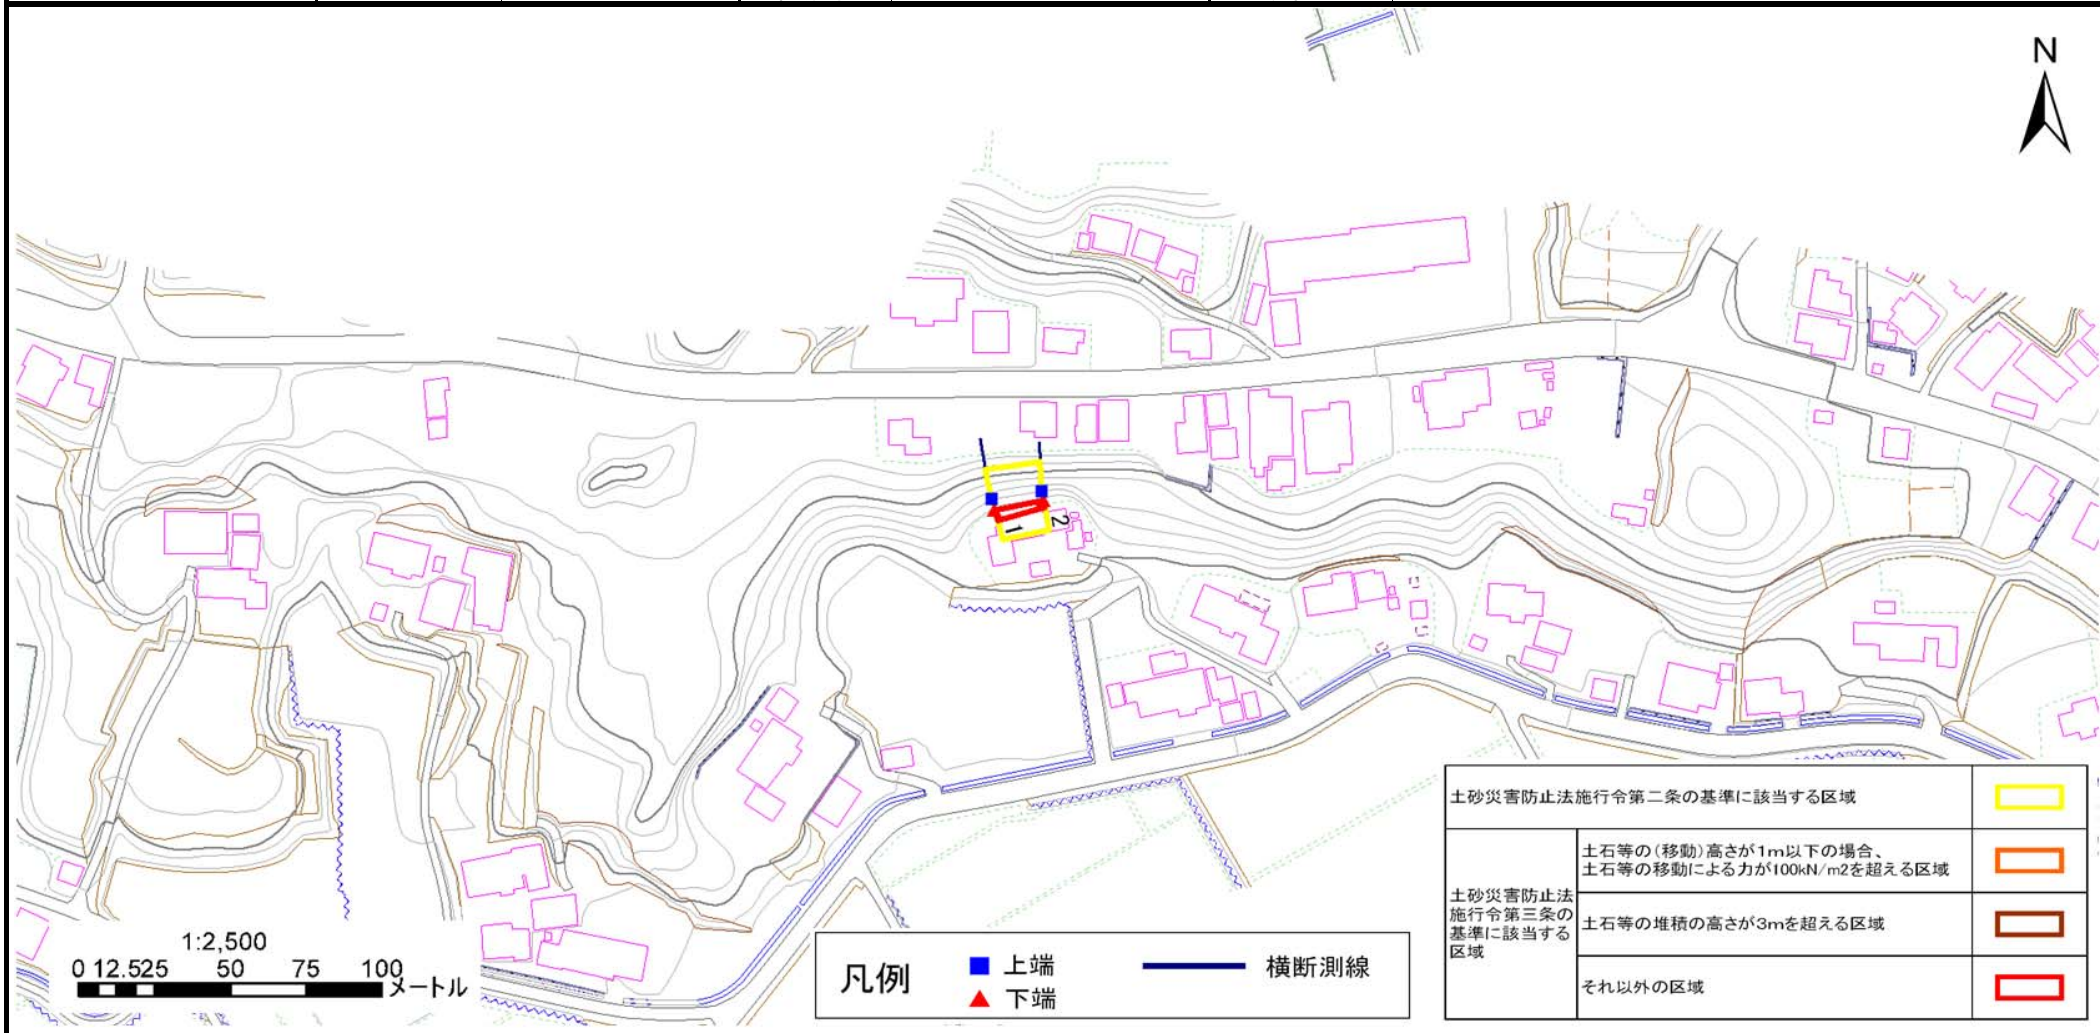 N
1
2
1:2,500
0 12.525 50 75 100
メートル
凡例
上端
下端
横断測線
土砂災害防止法施行令第二条の基準に該当する区域
土砂災害防止法
施行令第三条の
基準に該当する
区域
土石等の(移動)高さが1m以下の場合、
土石等の移動による力が100kN/m2を超える区域
土石等の堆積の高さが3mを超える区域
それ以外の区域